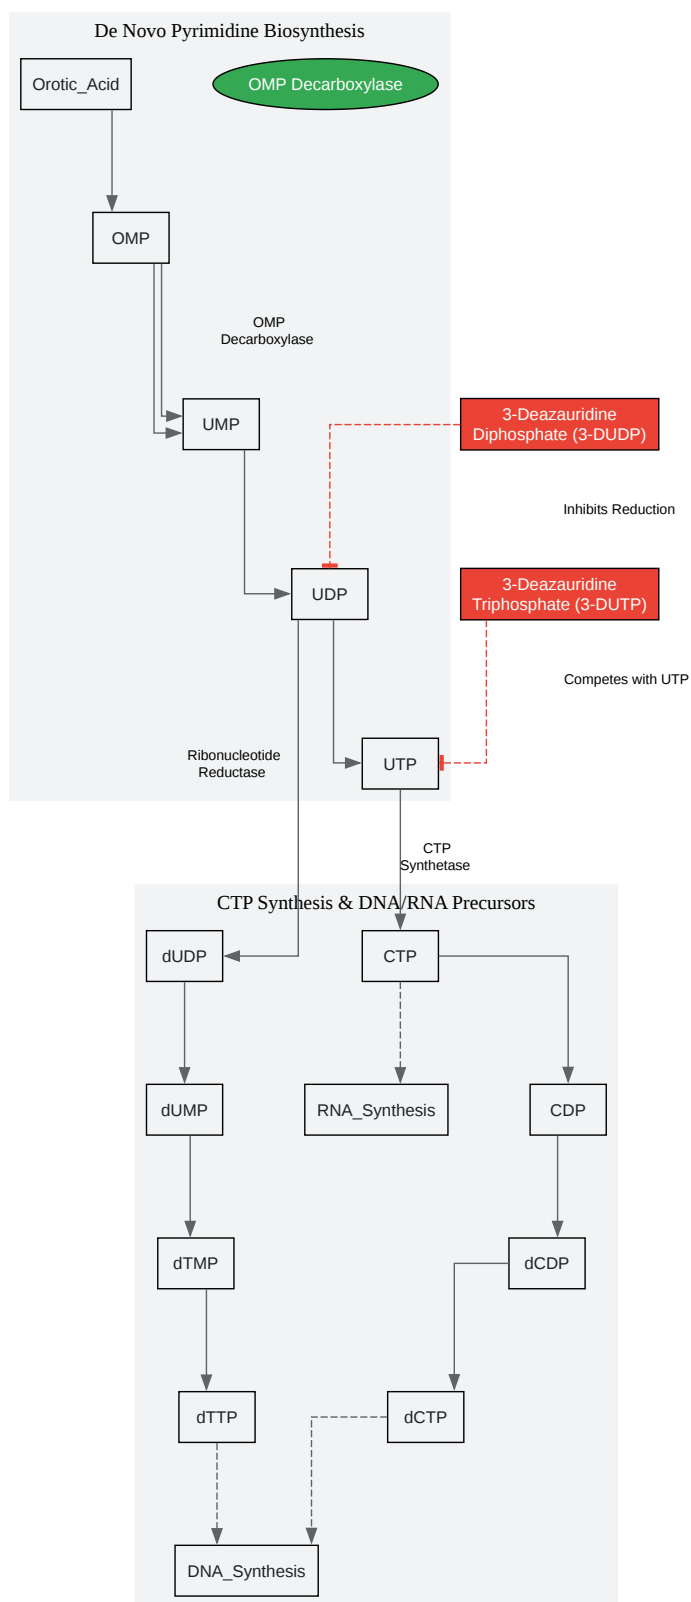 De Novo Pyrimidine Biosynthesis
Orotic_Acid
OMP Decarboxylase
OMP
OMP
Decarboxylase
UMP
3-Deazauridine
Diphosphate (3-DUDP)
Inhibits Reduction
UDP
3-Deazauridine
Triphosphate (3-DUTP)
Competes with UTP
Ribonucleotide
Reductase
UTP
CTP
Synthetase
CTP Synthesis & DNA/RNA Precursors
dUDP
CTP
dUMP
RNA_Synthesis
CDP
dTMP
dCDP
dTTP
dCTP
DNA_Synthesis